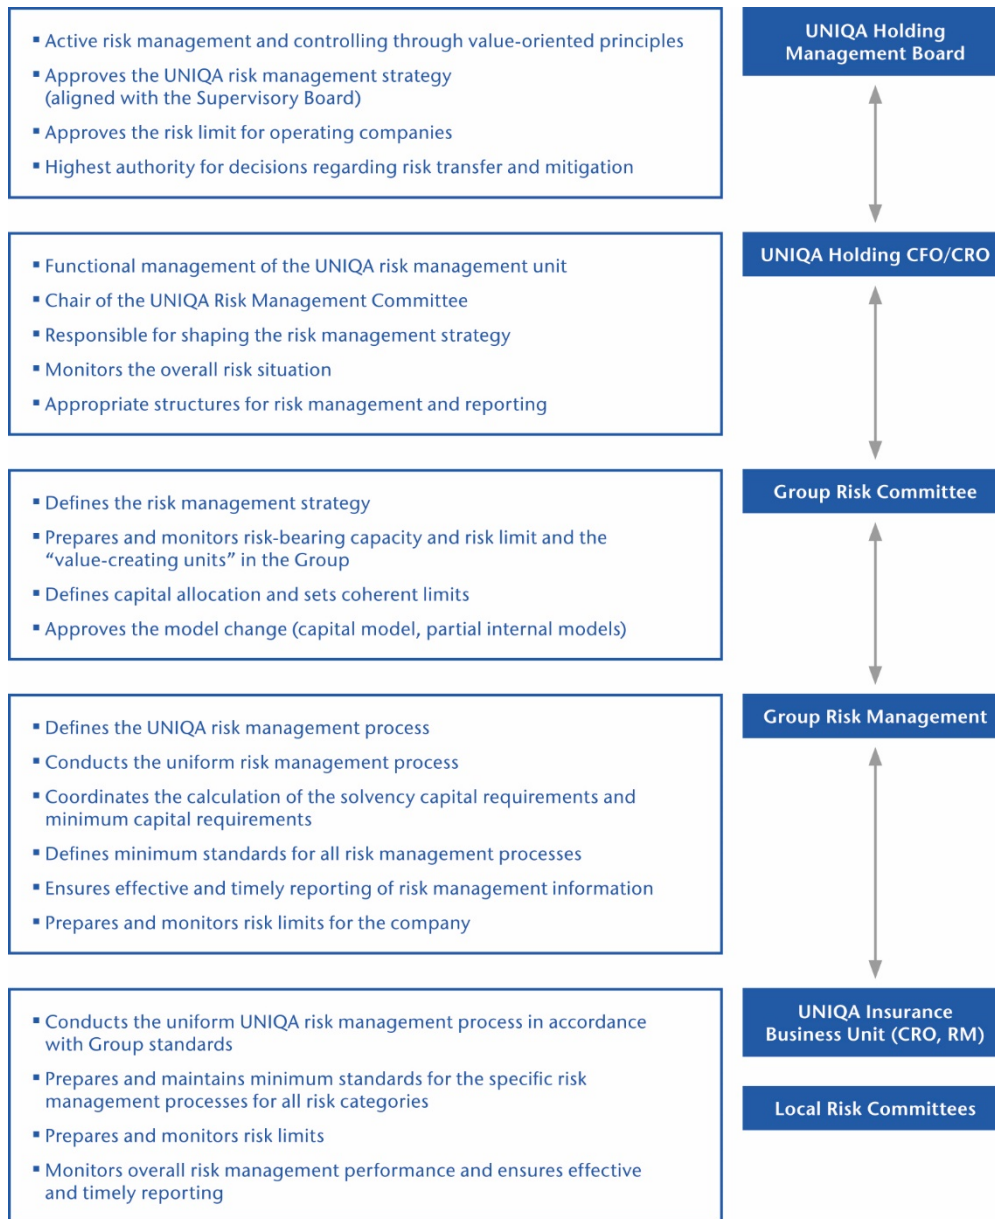 ▪ Active risk management and controlling through value-oriented principles
▪ Approves the UNIQA risk management strategy
(aligned with the Supervisory Board)
▪ Approves the risk limit for operating companies
▪ Highest authority for decisions regarding risk transfer and mitigation
UNIQA Holding
Management Board
▪ Functional management of the UNIQA risk management unit
▪ Chair of the UNIQA Risk Management Committee
▪ Responsible for shaping the risk management strategy
▪ Monitors the overall risk situation
▪ Appropriate structures for risk management and reporting
UNIQA Holding CFO/CRO
▪ Defines the risk management strategy
▪ Prepares and monitors risk-bearing capacity and risk limit and the
“value-creating units” in the Group
▪ Defines capital allocation and sets coherent limits
▪ Approves the model change (capital model, partial internal models)
Group Risk Committee
▪ Defines the UNIQA risk management process
▪ Conducts the uniform risk management process
▪ Coordinates the calculation of the solvency capital requirements and
minimum capital requirements
▪ Defines minimum standards for all risk management processes
▪ Ensures effective and timely reporting of risk management information
▪ Prepares and monitors risk limits for the company
Group Risk Management
▪ Conducts the uniform UNIQA risk management process in accordance
with Group standards
▪ Prepares and maintains minimum standards for the specific risk
management processes for all risk categories
▪ Prepares and monitors risk limits
▪ Monitors overall risk management performance and ensures effective
and timely reporting
UNIQA Insurance
Business Unit (CRO, RM)
Local Risk Committees